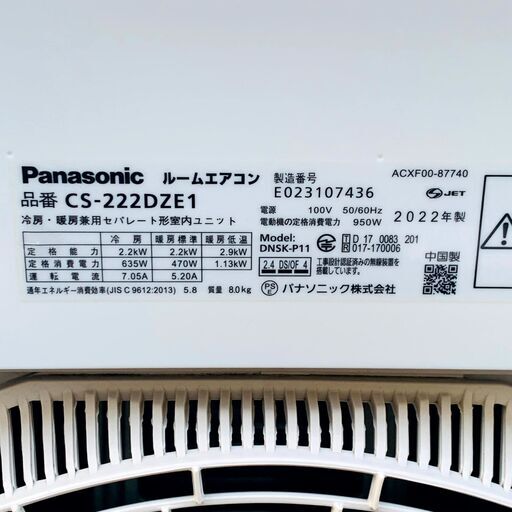 Panasonic ルームエアコン
品番 CS-222DZE1
冷房・暖房兼用セパレート形室内ユニット
冷房 暖房標準 暖房低温
定格能力 2.2kW 2.2kW 2.9kW
定格消費電力 635W 470W 1.13kW
運転電流 7.05A 5.20A
通年エネルギー消費効率(JIS C 9612:2013) 5.8 質量 8.0kg
製造番号
E023107436
ACXF00-87740
JET
電源 100V 50/60Hz
電動機の定格消費電力 950W
2022年製
Model:
DNSK-P11
T D 17 0083 201
017-170006
2.4 DS/OF 4
工事設計認証済みの無線装置を
搭載しています
中国製
PS
E
パナソニック株式会社